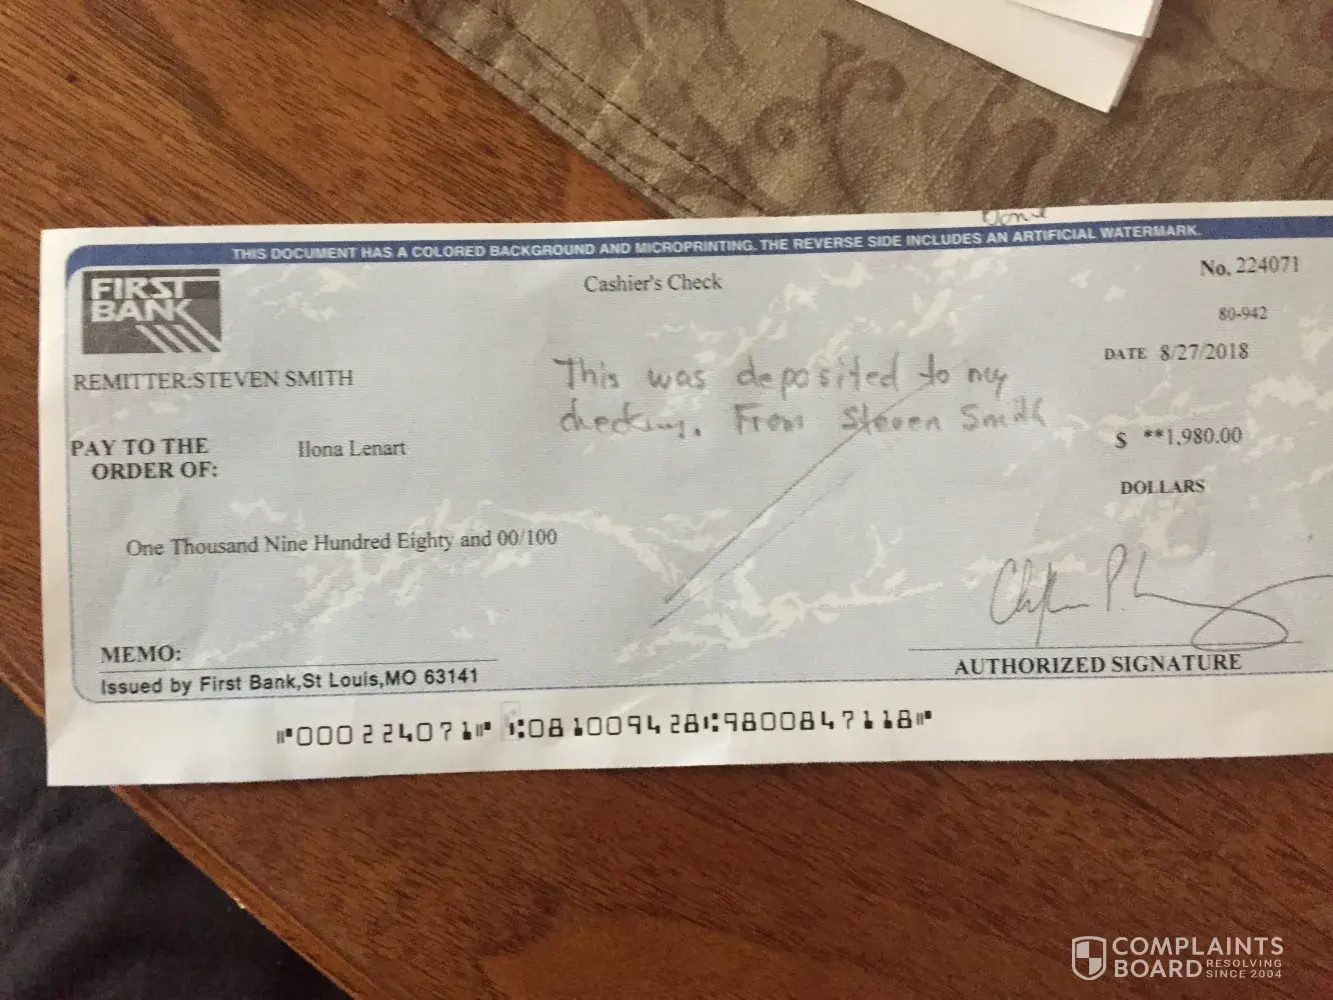 THIS DOCUMENT HAS A COLORED BACKGROUND AND MICROPRINTING. THE REVERSE SIDE INCLUDES AN ARTIFICIAL WATERMARK.
FIRST
BANK
Cashier's Check
No. 224071
80-942
DATE 8/27/2018
REMITTER:STEVEN SMITH
This was deposited to my
checking. From Steven Smith
PAY TO THE
ORDER OF:
Ilona Lenart
$ **1,980.00
DOLLARS
One Thousand Nine Hundred Eighty and 00/100
MEMO:
Issued by First Bank,St Louis,MO 63141
AUTHORIZED SIGNATURE
⑈000224071⑈ ⑆081009428⑆9800847118⑈
COMPLAINTS
BOARD RESOLVING
SINCE 2004